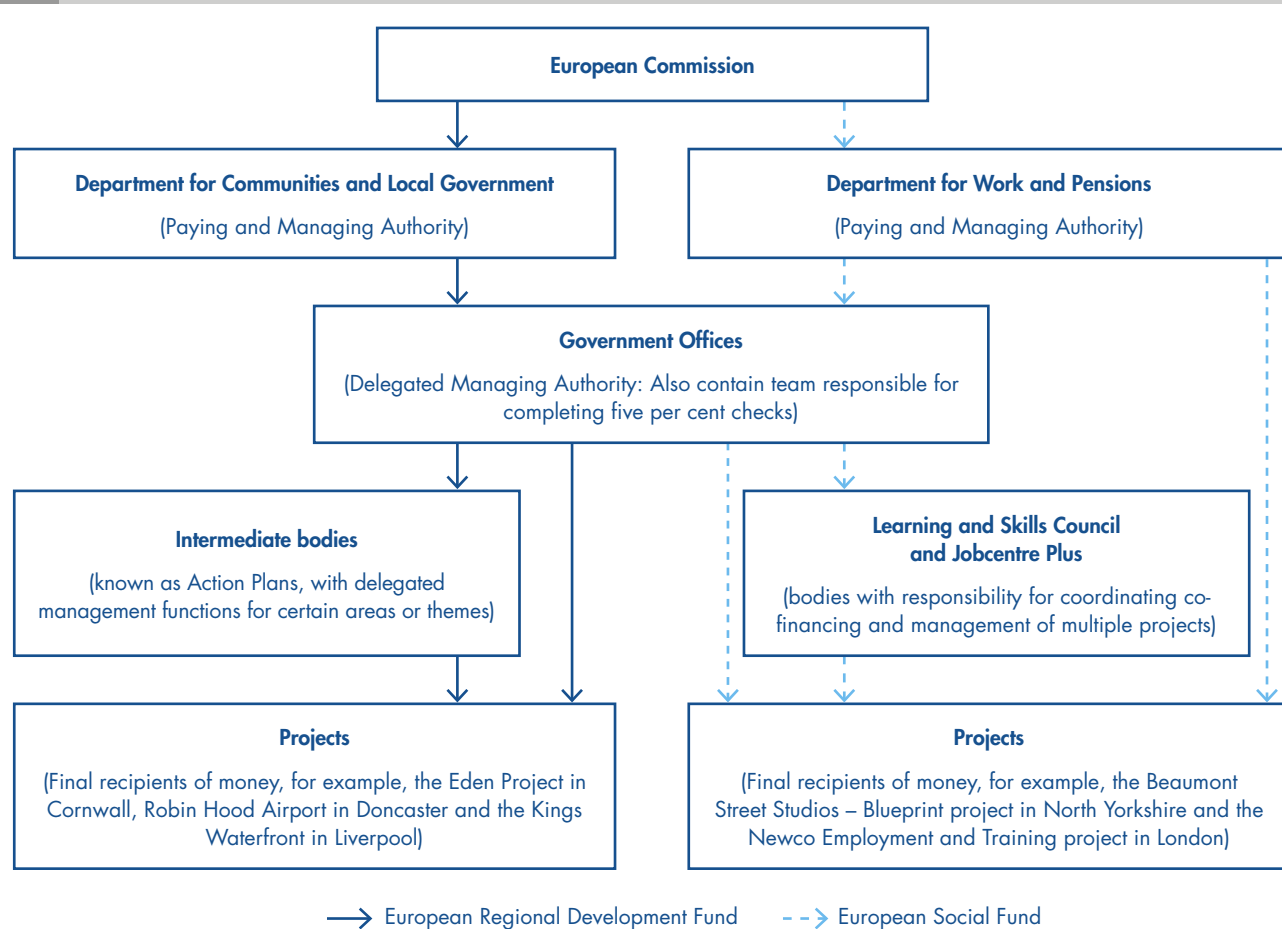 European Commission
Department for Communities and Local Government
(Paying and Managing Authority)
Department for Work and Pensions
(Paying and Managing Authority)
Government Offices
(Delegated Managing Authority: Also contain team responsible for
completing five per cent checks)
Intermediate bodies
(known as Action Plans, with delegated
management functions for certain areas or themes)
Learning and Skills Council
and Jobcentre Plus
(bodies with responsibility for coordinating co-
financing and management of multiple projects)
Projects
(Final recipients of money, for example, the Eden Project in
Cornwall, Robin Hood Airport in Doncaster and the Kings
Waterfront in Liverpool)
Projects
(Final recipients of money, for example, the Beaumont
Street Studios – Blueprint project in North Yorkshire and the
Newco Employment and Training project in London)
European Regional Development Fund
European Social Fund